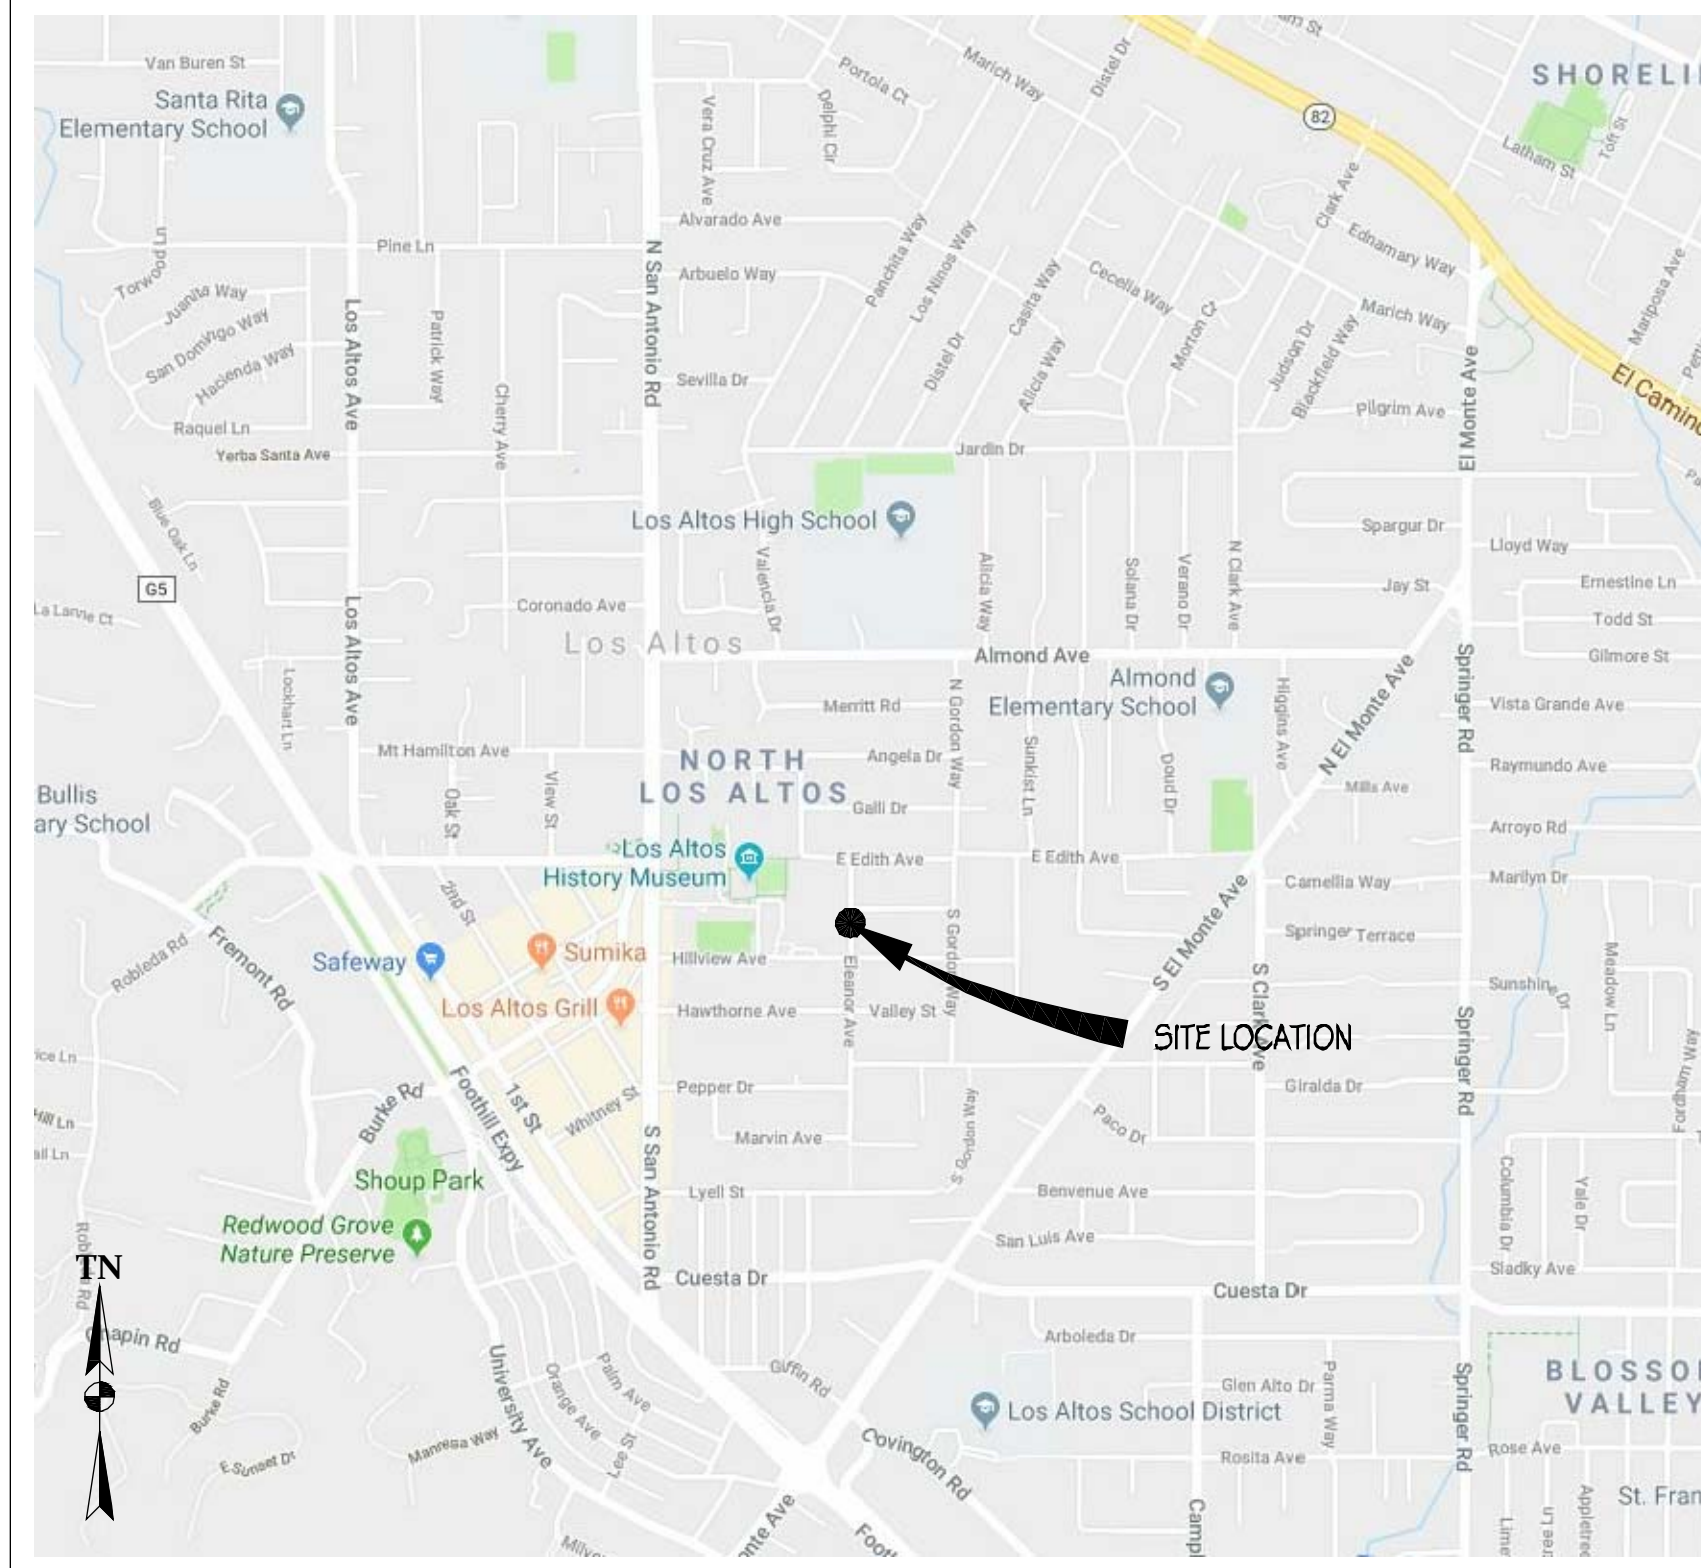 Van Buren St
Santa Rita
Elementary School
Portola Ct
Marich Way
Distel Dr
82
Latham St
Toft St
Vera Cruz Ave
Delphi Cir
Clark Ave
Alvarado Ave
Pine Ln
N San Antonio Rd
Panchita Way
Los Ninos Way
Ednamary Way
Torwood Ln
Juanita Way
Arbuelo Way
Casita Way
Cecelia Way
Mariposa Ave
San Domingo Way
Hacienda Way
Los Altos Ave
Patrick Way
Distel Dr
Alicia Way
Morton Ct
Judson Dr
Blackfield Way
Marich Way
El Monte Ave
Sevilla Dr
Cherry Ave
Pilgrim Ave
El Camino
Raquel Ln
Yerba Santa Ave
Jardin Dr
Blue Oak Ln
Los Altos High School
Spargur Dr
Lloyd Way
G5
Valencia Dr
Alicia Way
Solana Dr
Verano Dr
N Clark Ave
Jay St
Ernestine Ln
La Larvie Ct
Los Altos Ave
Coronado Ave
Todd St
Los Altos
Almond Ave
Gilmore St
Lockhart Ln
Almond
Elementary School
Higgins Ave
N El Monte Ave
Springer Rd
Merritt Rd
N Gordon Way
Vista Grande Ave
Mt Hamilton Ave
NORTH
LOS ALTOS
Angela Dr
Sunkist Ln
Doud Dr
Raymundo Ave
Bullis
ary School
Oak St
View St
Galli Dr
Mills Ave
Arroyo Rd
Los Altos
History Museum
E Edith Ave
E Edith Ave
2nd St
Camellia Way
Marilyn Dr
Robleda Rd
Fremont Rd
Safeway
Sumika
Hillview Ave
S Gordon Way
S El Monte Ave
Springer Terrace
Meadow Ln
Los Altos Grill
Hawthorne Ave
Eleanor Ave
Valley St
SITE LOCATION
S Clark Ave
Sunshine Dr
Springer Rd
Fordham Way
Burke Rd
Foothill Expy
1st St
Whitney St
Pepper Dr
Giralda Dr
Marvin Ave
S Gordon Way
Paco Dr
Shoup Park
Lyell St
Benvenue Ave
Columbia Dr
Yale Dr
Redwood Grove
Nature Preserve
S San Antonio Rd
San Luis Ave
Robleda Rd
TN
Cuesta Dr
Cuesta Dr
Sladky Ave
Chapin Rd
Arboleda Dr
University Ave
Orange Ave
Palm Ave
Giffin Rd
Glen Alto Dr
Parma Way
Springer Rd
Burke Rd
Los Altos School District
E Sunset Dr
Manresa Way
Lee St
Covington Rd
Rosita Ave
Rose Ave